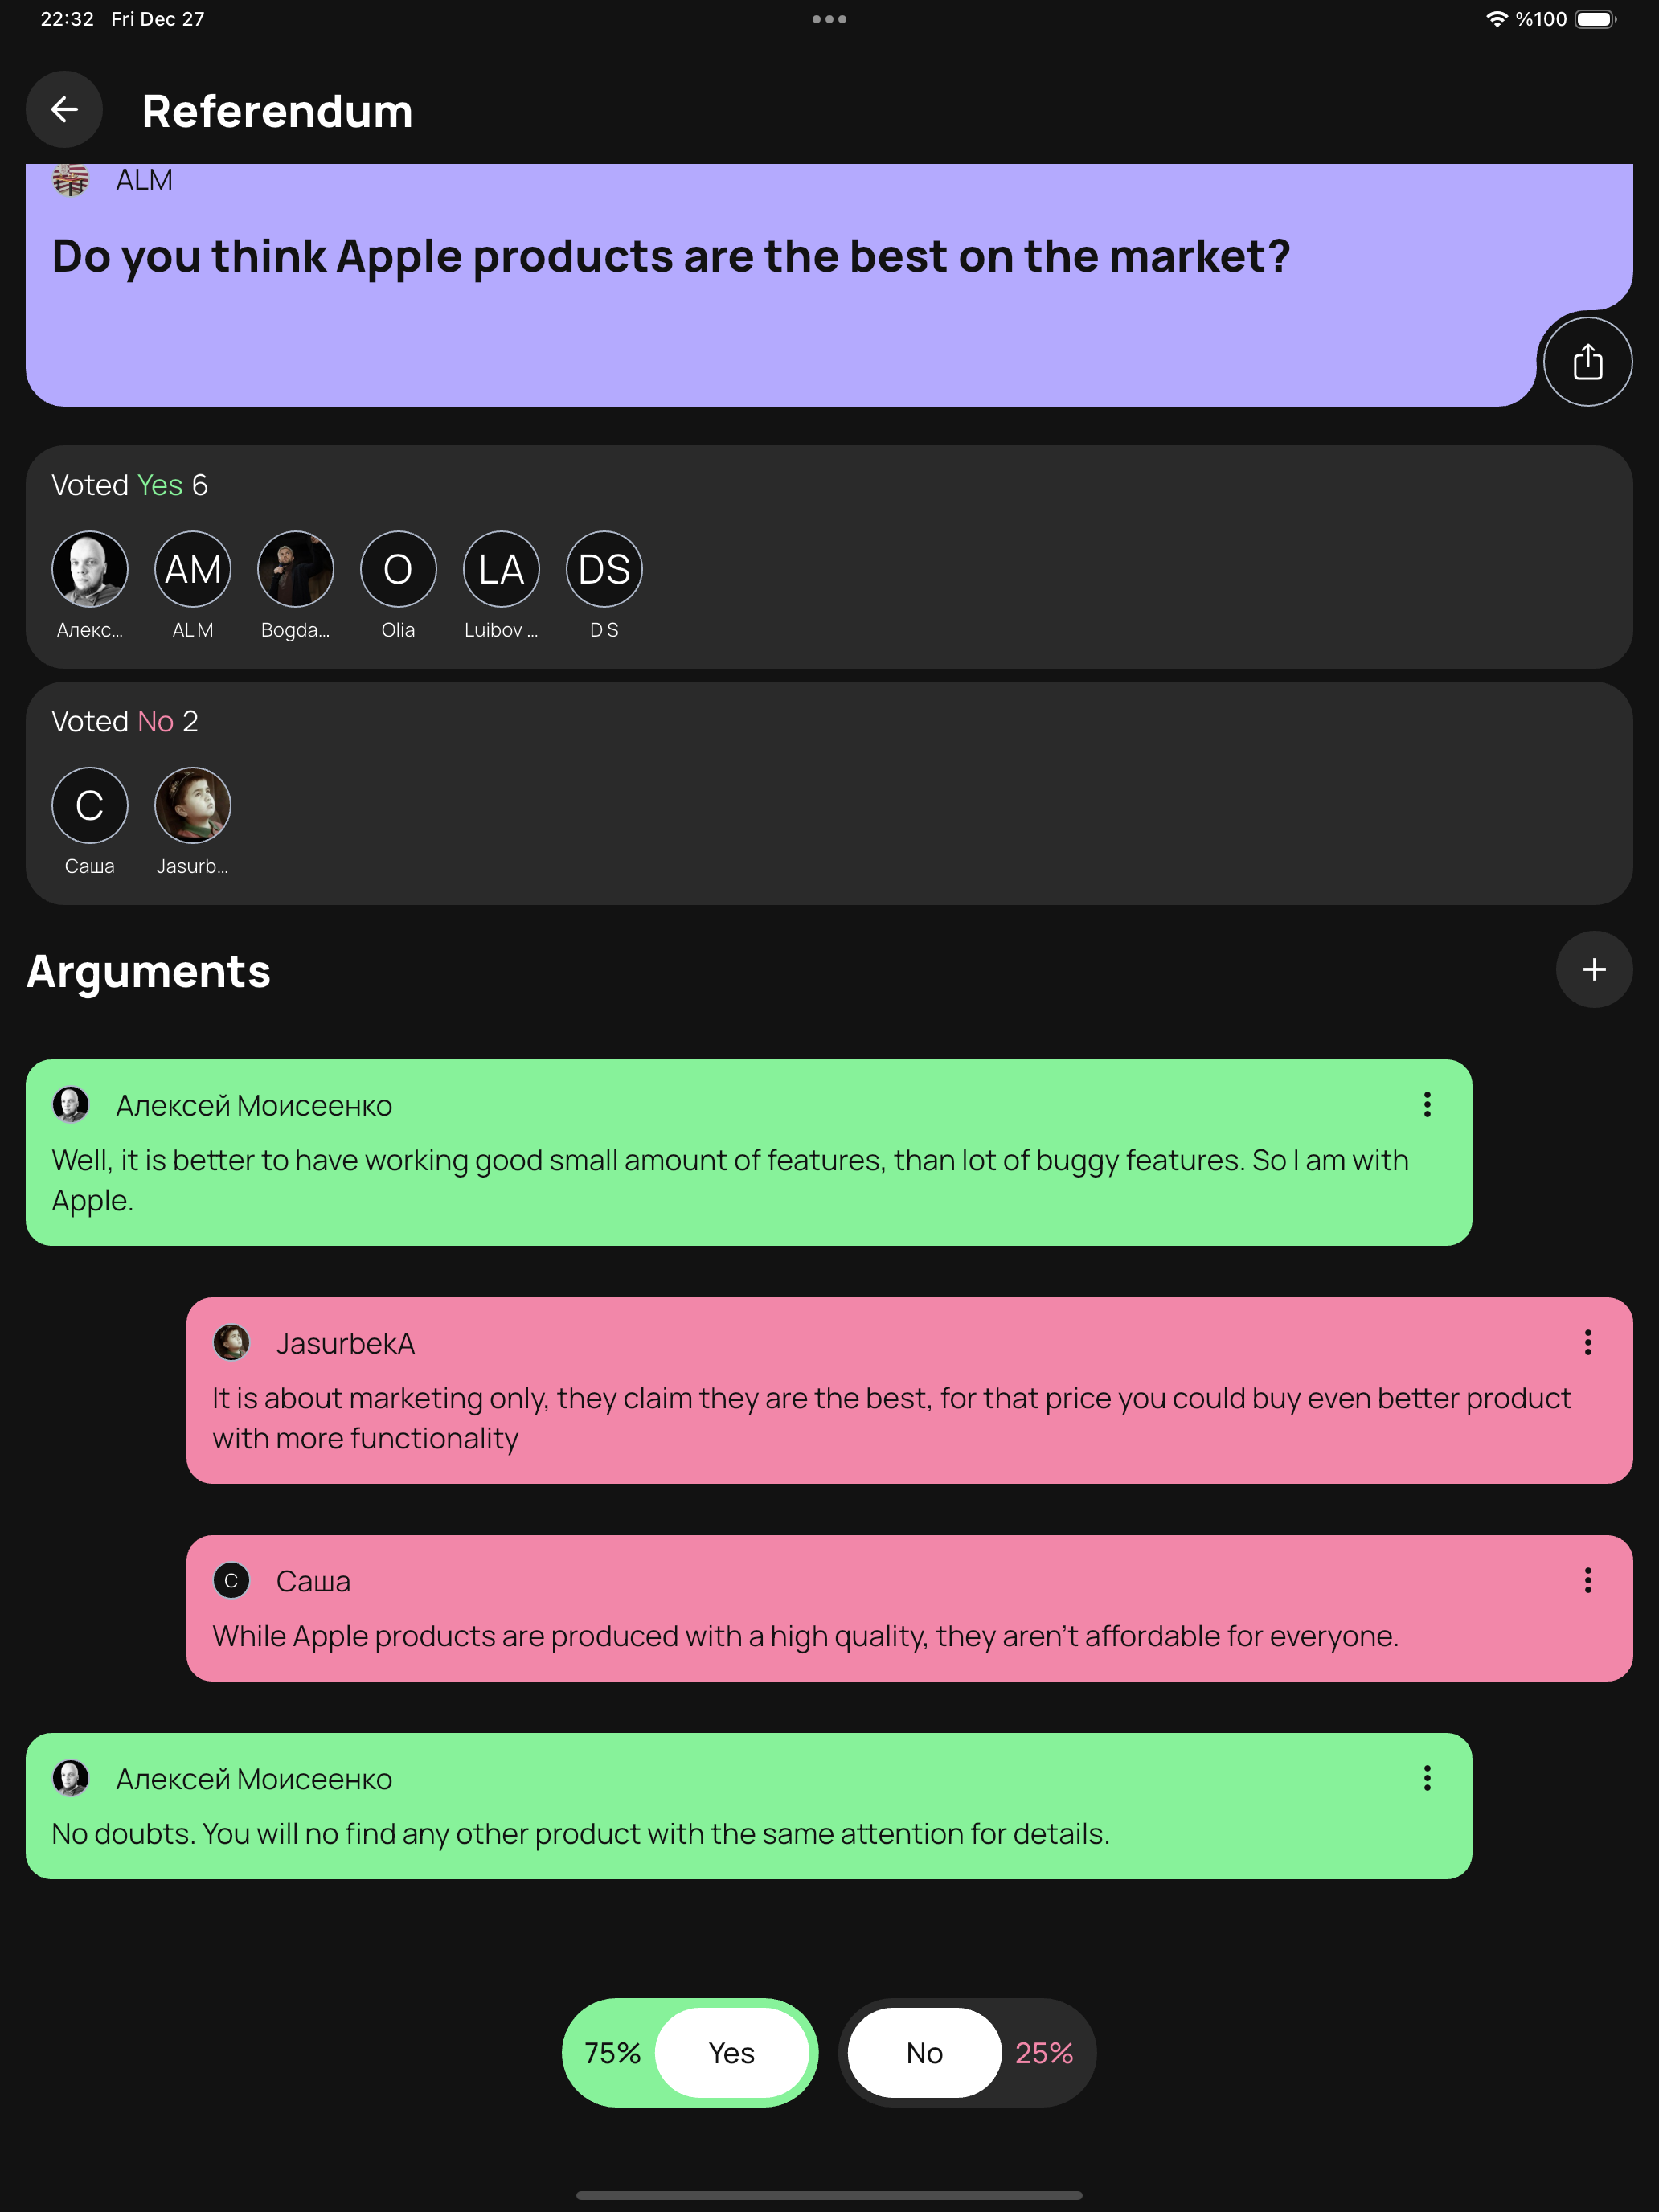 22:32 Fri Dec 27
%100
Referendum
ALM
Do you think Apple products are the best on the market?
Voted Yes 6
AM O LA DS
Алекс... AL M Bogda... Olia Luibov ... D S
Voted No 2
C
Саша Jasurb...
Arguments
Алексей Моисеенко
Well, it is better to have working good small amount of features, than lot of buggy features. So I am with
Apple.
JasurbekA
It is about marketing only, they claim they are the best, for that price you could buy even better product
with more functionality
C Саша
While Apple products are produced with a high quality, they aren't affordable for everyone.
Алексей Моисеенко
No doubts. You will no find any other product with the same attention for details.
75% Yes No 25%